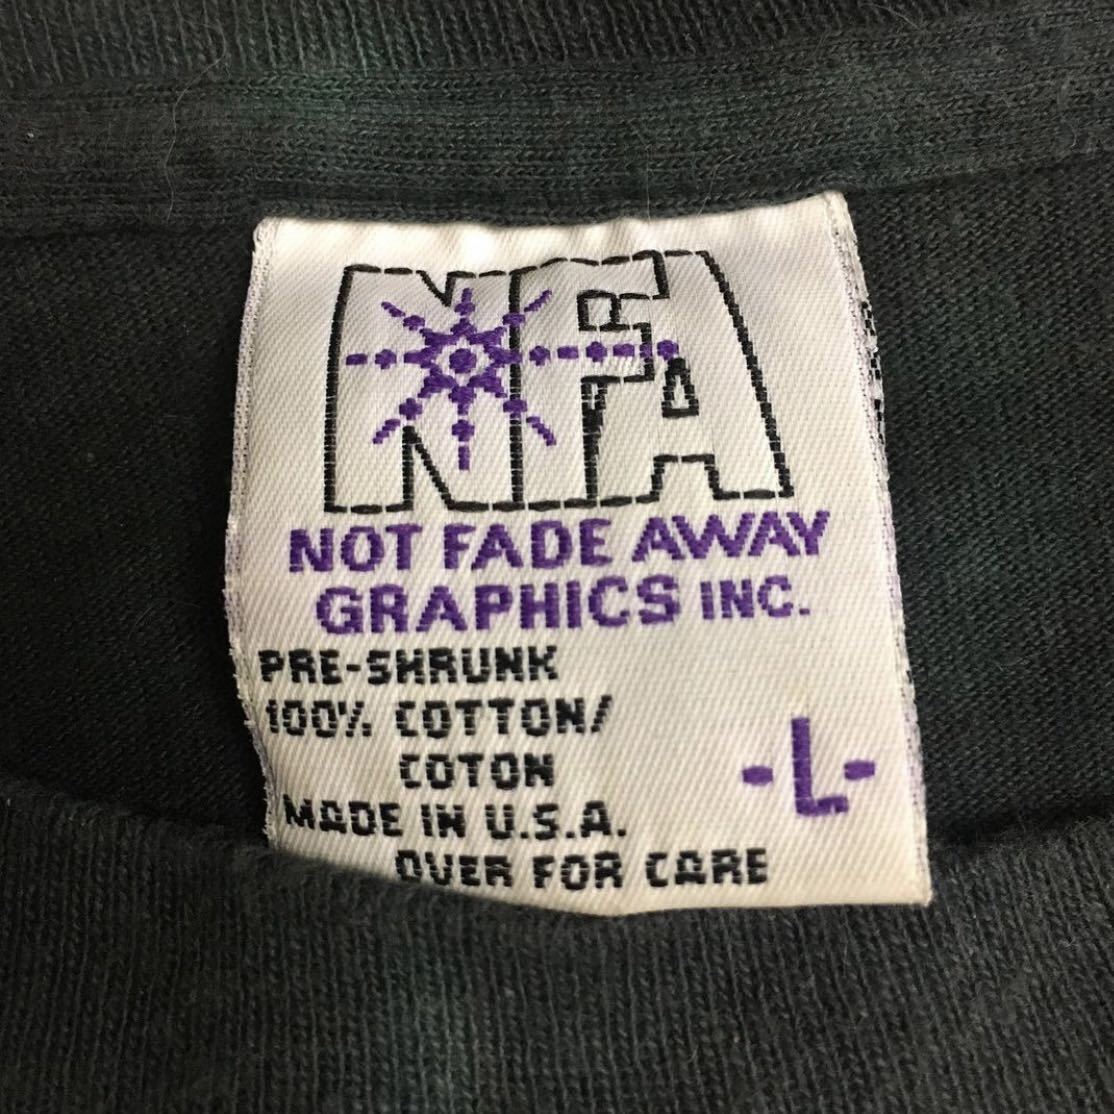 NFA
NOT FADE AWAY
GRAPHICS INC.
PRE-SHRUNK
100% COTTON/
COTON
-L-
MADE IN U.S.A.
OVER FOR CARE